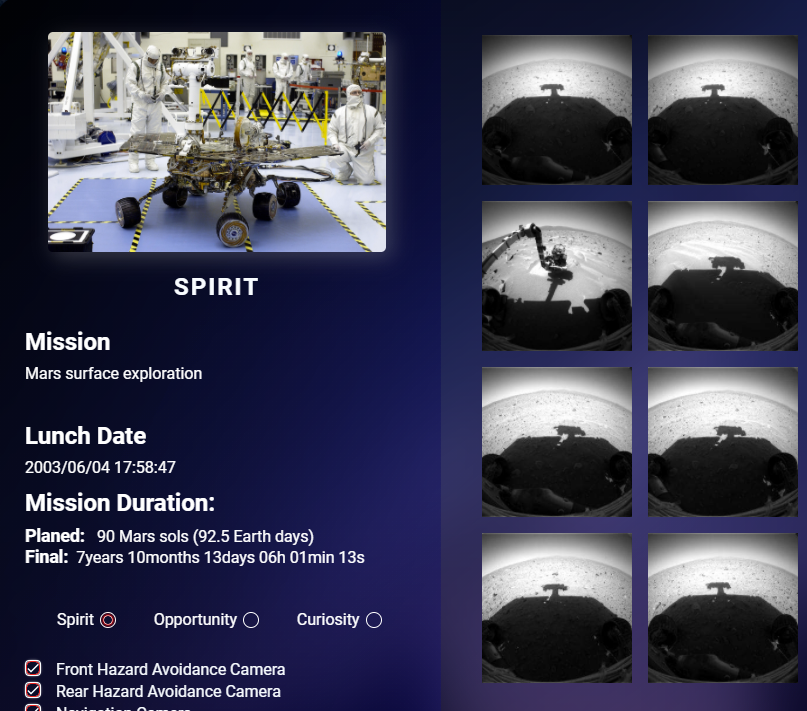 SPIRIT
Mission
Mars surface exploration
Lunch Date
2003/06/04 17:58:47
Mission Duration:
Planed: 90 Mars sols (92.5 Earth days)
Final: 7years 10months 13days 06h 01min 13s
Spirit Opportunity Curiosity
Front Hazard Avoidance Camera
Rear Hazard Avoidance Camera
Navigation Camera